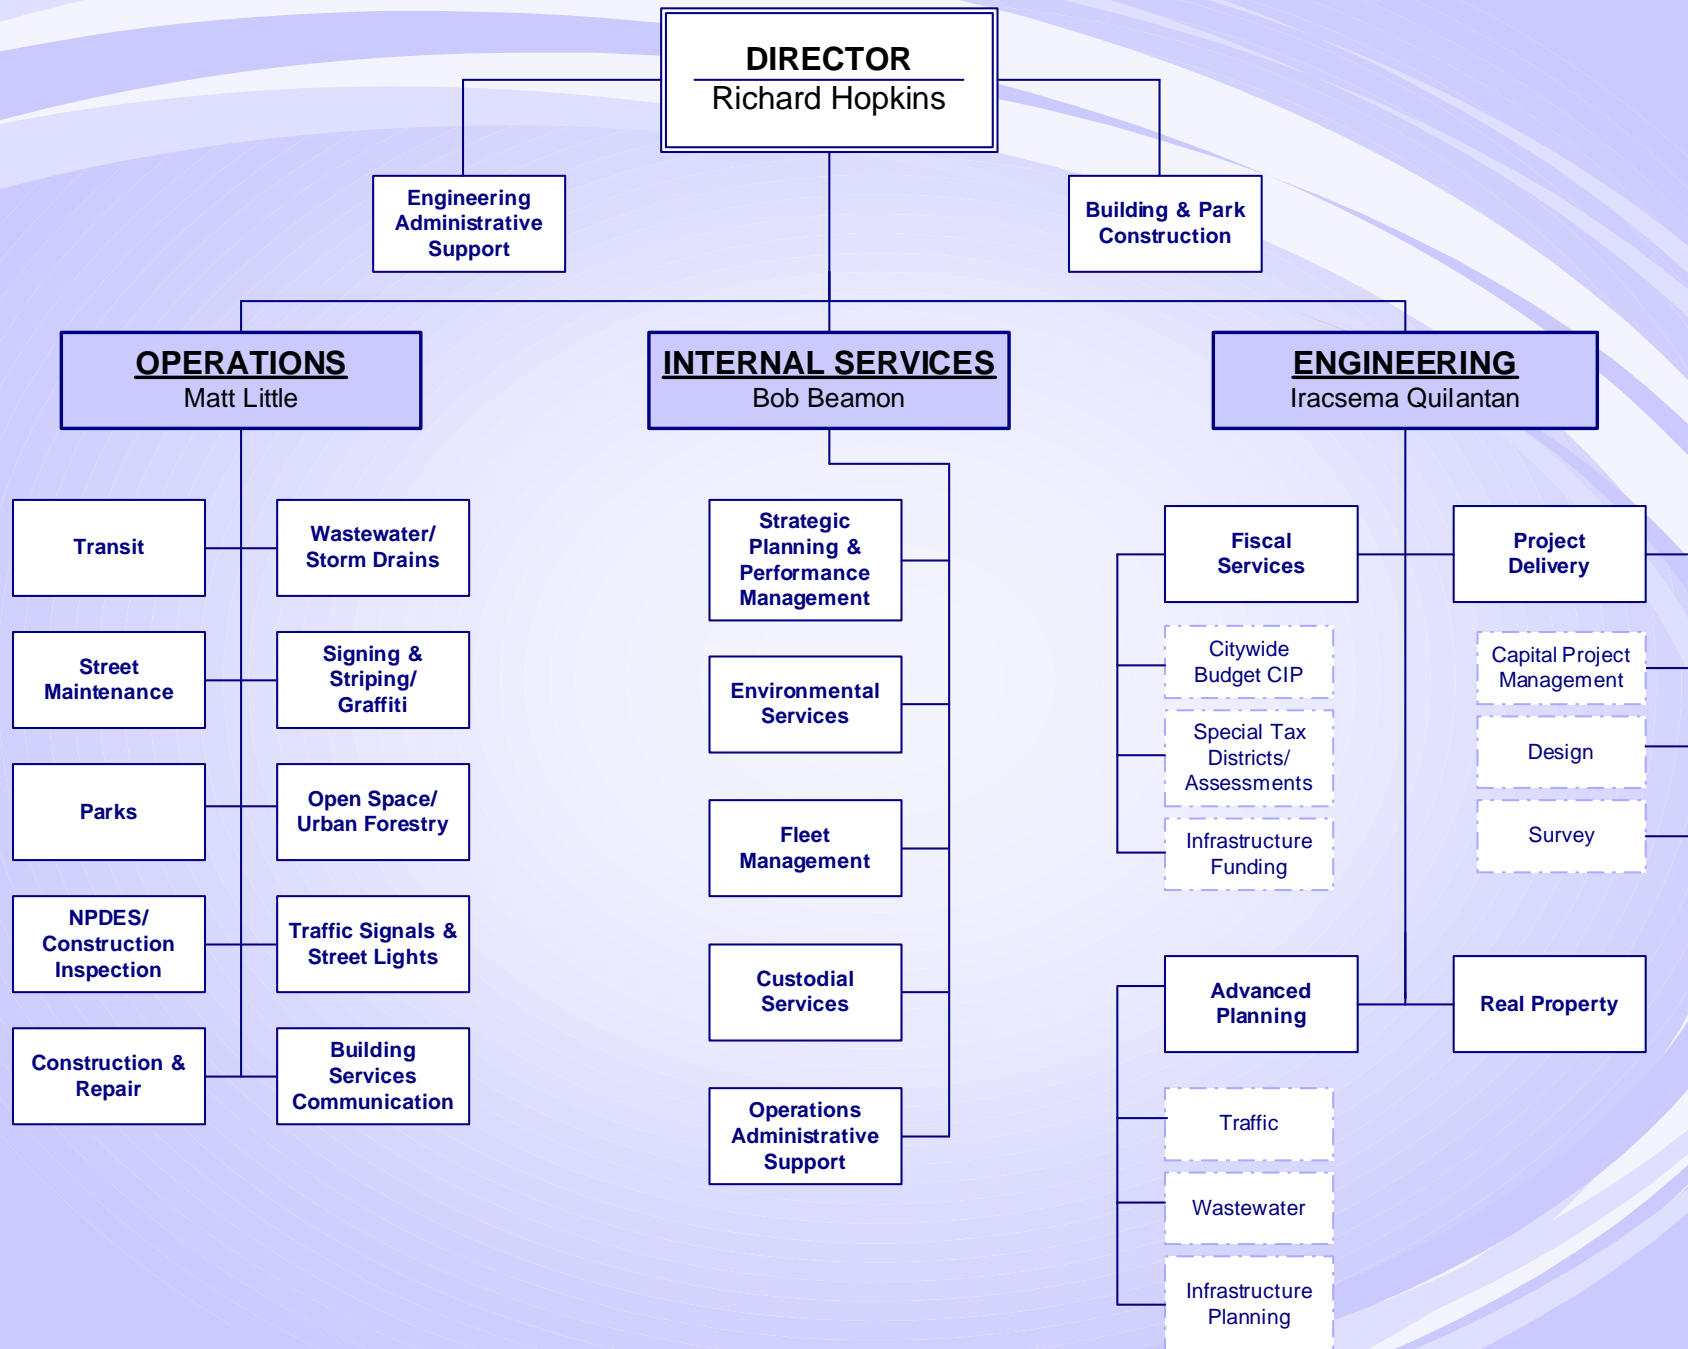 DIRECTOR
Richard Hopkins
Engineering
Administrative
Support
Building & Park
Construction
OPERATIONS
Matt Little
Transit
Wastewater/
Storm Drains
Street
Maintenance
Signing &
Striping/
Graffiti
Parks
Open Space/
Urban Forestry
NPDES/
Construction
Inspection
Traffic Signals &
Street Lights
Construction &
Repair
Building
Services
Communication
INTERNAL SERVICES
Bob Beamon
Strategic
Planning &
Performance
Management
Environmental
Services
Fleet
Management
Custodial
Services
Operations
Administrative
Support
ENGINEERING
Iracsema Quilantan
Fiscal
Services
Citywide
Budget CIP
Special Tax
Districts/
Assessments
Infrastructure
Funding
Project
Delivery
Capital Project
Management
Design
Survey
Advanced
Planning
Traffic
Wastewater
Infrastructure
Planning
Real Property